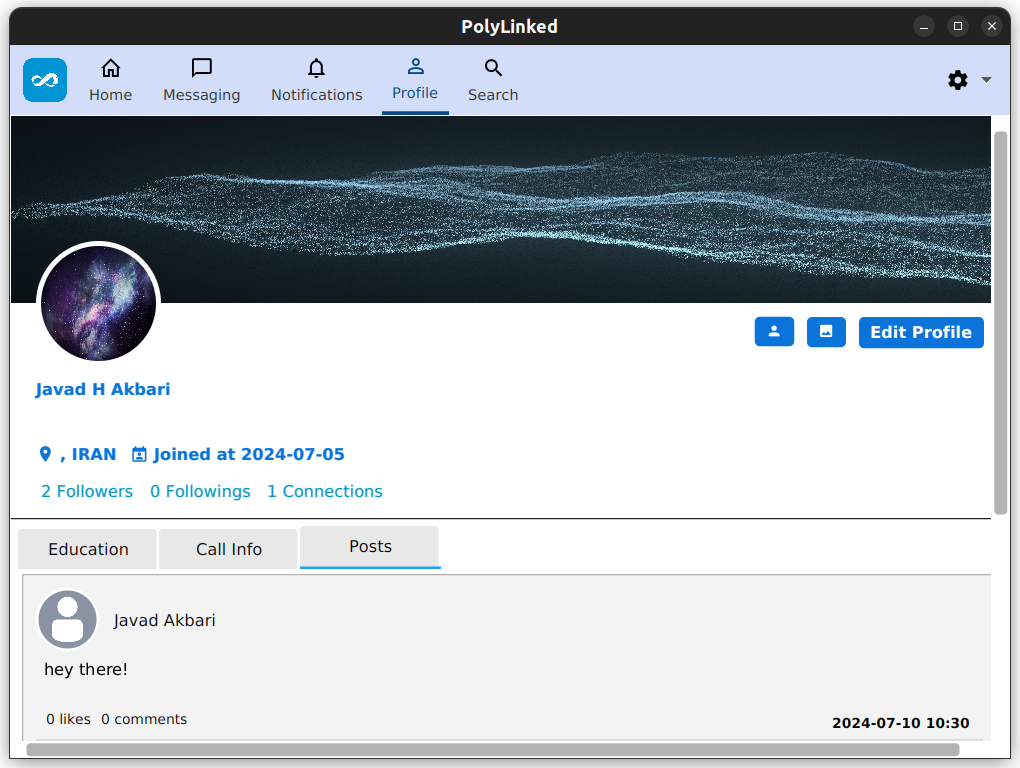 PolyLinked
Home Messaging Notifications Profile Search
Edit Profile
Javad H Akbari
, IRAN Joined at 2024-07-05
2 Followers 0 Followings 1 Connections
Education Call Info Posts
Javad Akbari
hey there!
0 likes 0 comments
2024-07-10 10:30